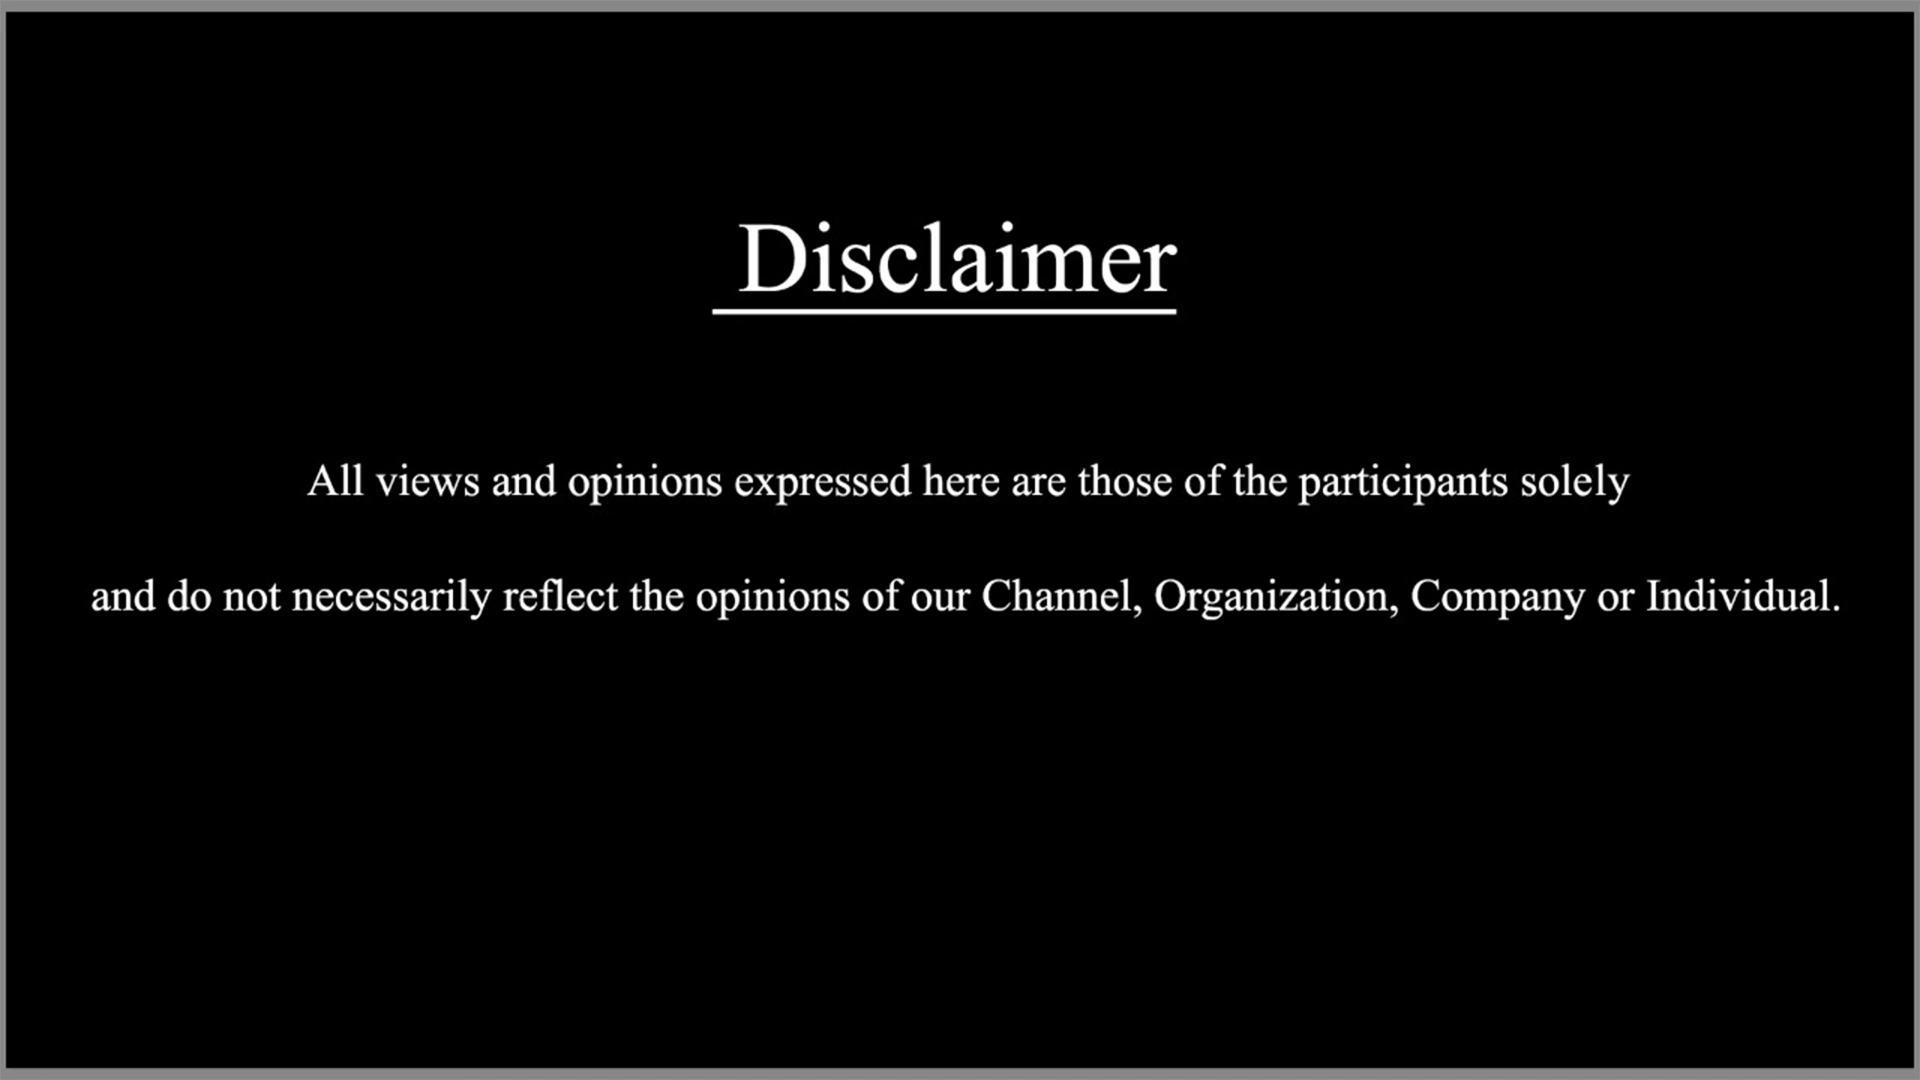 Disclaimer
All views and opinions expressed here are those of the participants solely
and do not necessarily reflect the opinions of our Channel, Organization, Company or Individual.